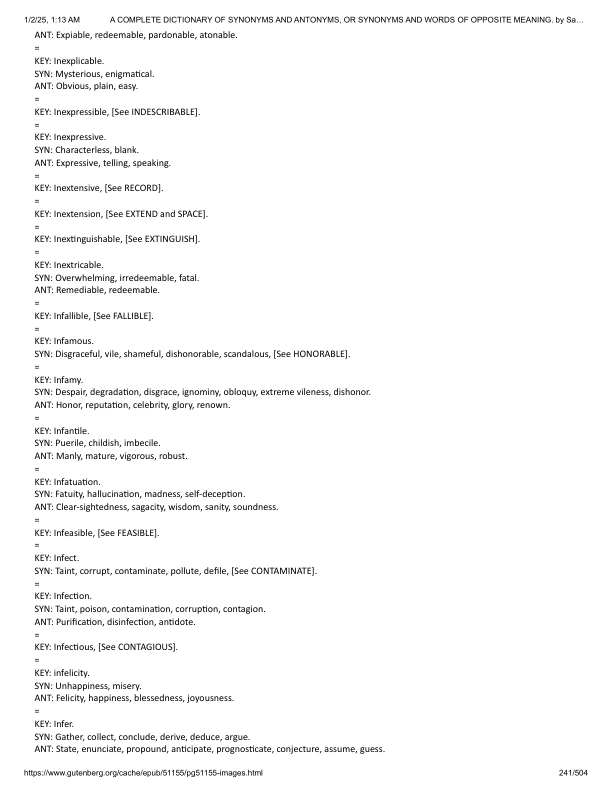 1/2/25, 1:13 AM A COMPLETE DICTIONARY OF SYNONYMS AND ANTONYMS, OR SYNONYMS AND WORDS OF OPPOSITE MEANING. by Sa…
ANT: Expiable, redeemable, pardonable, atonable.
=
KEY: Inexplicable.
SYN: Mysterious, enigmatical.
ANT: Obvious, plain, easy.
=
KEY: Inexpressible, [See INDESCRIBABLE].
=
KEY: Inexpressive.
SYN: Characterless, blank.
ANT: Expressive, telling, speaking.
=
KEY: Inextensive, [See RECORD].
=
KEY: Inextension, [See EXTEND and SPACE].
=
KEY: Inextinguishable, [See EXTINGUISH].
=
KEY: Inextricable.
SYN: Overwhelming, irredeemable, fatal.
ANT: Remediable, redeemable.
=
KEY: Infallible, [See FALLIBLE].
=
KEY: Infamous.
SYN: Disgraceful, vile, shameful, dishonorable, scandalous, [See HONORABLE].
=
KEY: Infamy.
SYN: Despair, degradation, disgrace, ignominy, obloquy, extreme vileness, dishonor.
ANT: Honor, reputation, celebrity, glory, renown.
=
KEY: Infantile.
SYN: Puerile, childish, imbecile.
ANT: Manly, mature, vigorous, robust.
=
KEY: Infatuation.
SYN: Fatuity, hallucination, madness, self-deception.
ANT: Clear-sightedness, sagacity, wisdom, sanity, soundness.
=
KEY: Infeasible, [See FEASIBLE].
=
KEY: Infect.
SYN: Taint, corrupt, contaminate, pollute, defile, [See CONTAMINATE].
=
KEY: Infection.
SYN: Taint, poison, contamination, corruption, contagion.
ANT: Purification, disinfection, antidote.
=
KEY: Infectious, [See CONTAGIOUS].
=
KEY: infelicity.
SYN: Unhappiness, misery.
ANT: Felicity, happiness, blessedness, joyousness.
=
KEY: Infer.
SYN: Gather, collect, conclude, derive, deduce, argue.
ANT: State, enunciate, propound, anticipate, prognosticate, conjecture, assume, guess.
https://www.gutenberg.org/cache/epub/51155/pg51155-images.html 241/504